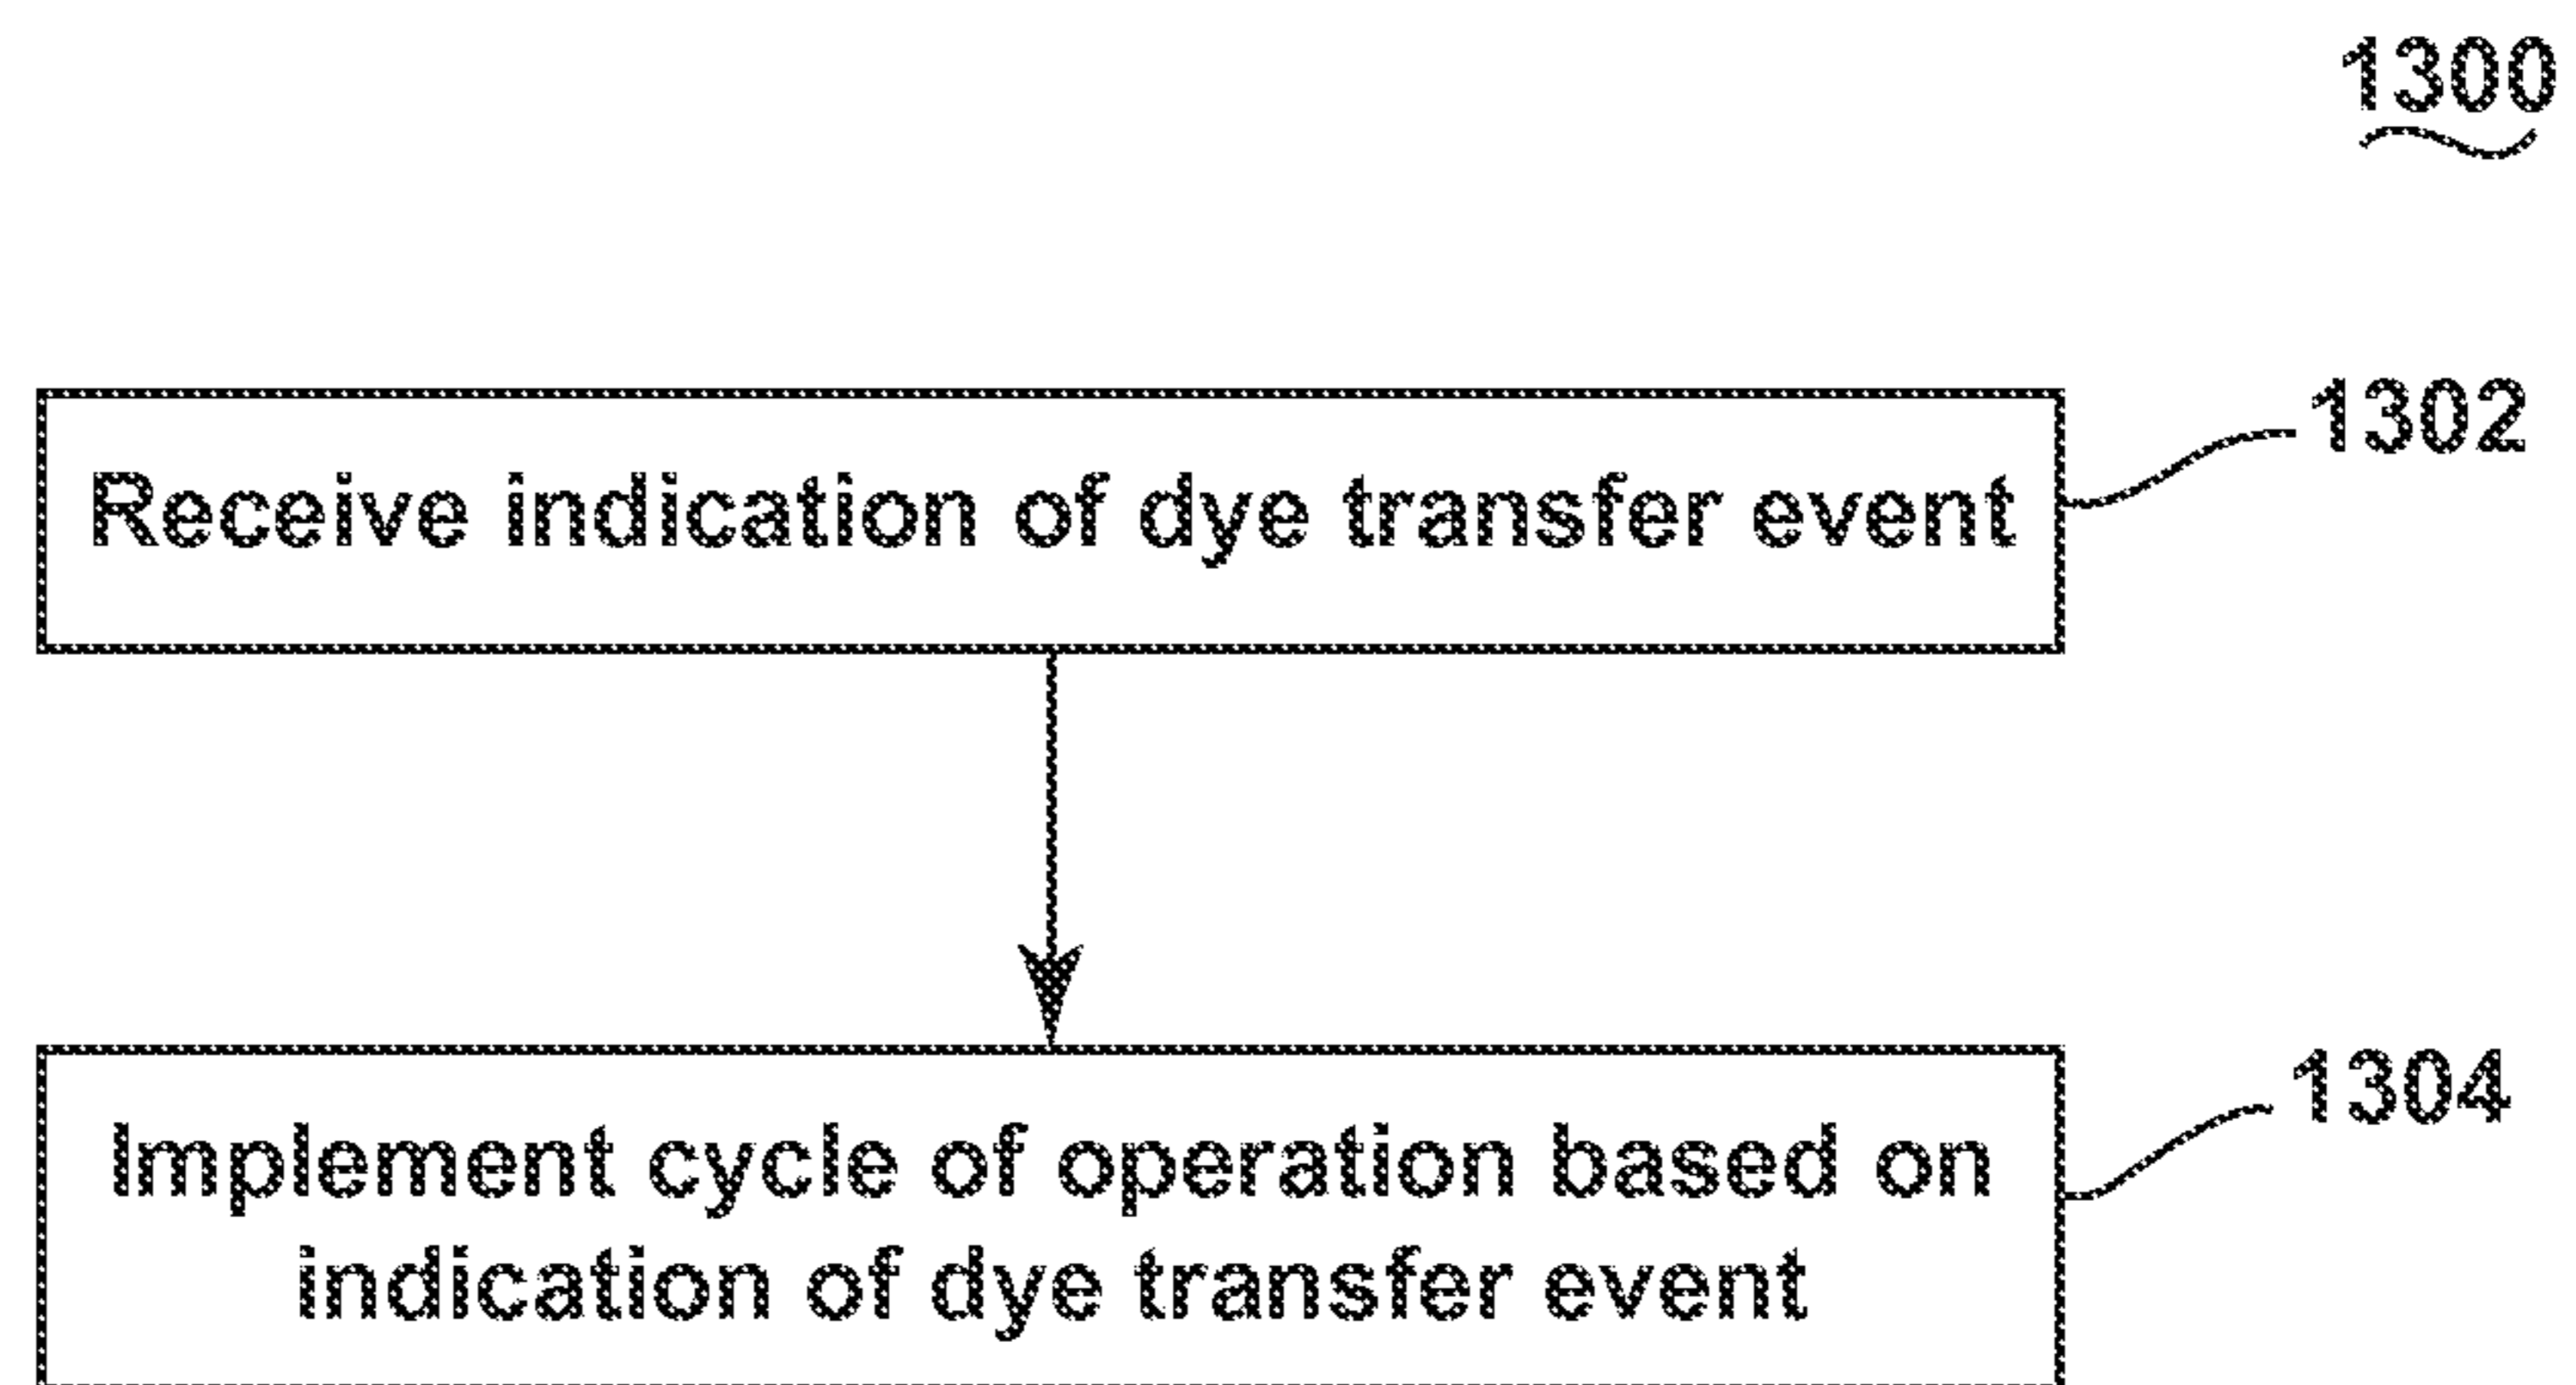 1300
Receive indication of dye transfer event
1302
Implement cycle of operation based on
indication of dye transfer event
1304